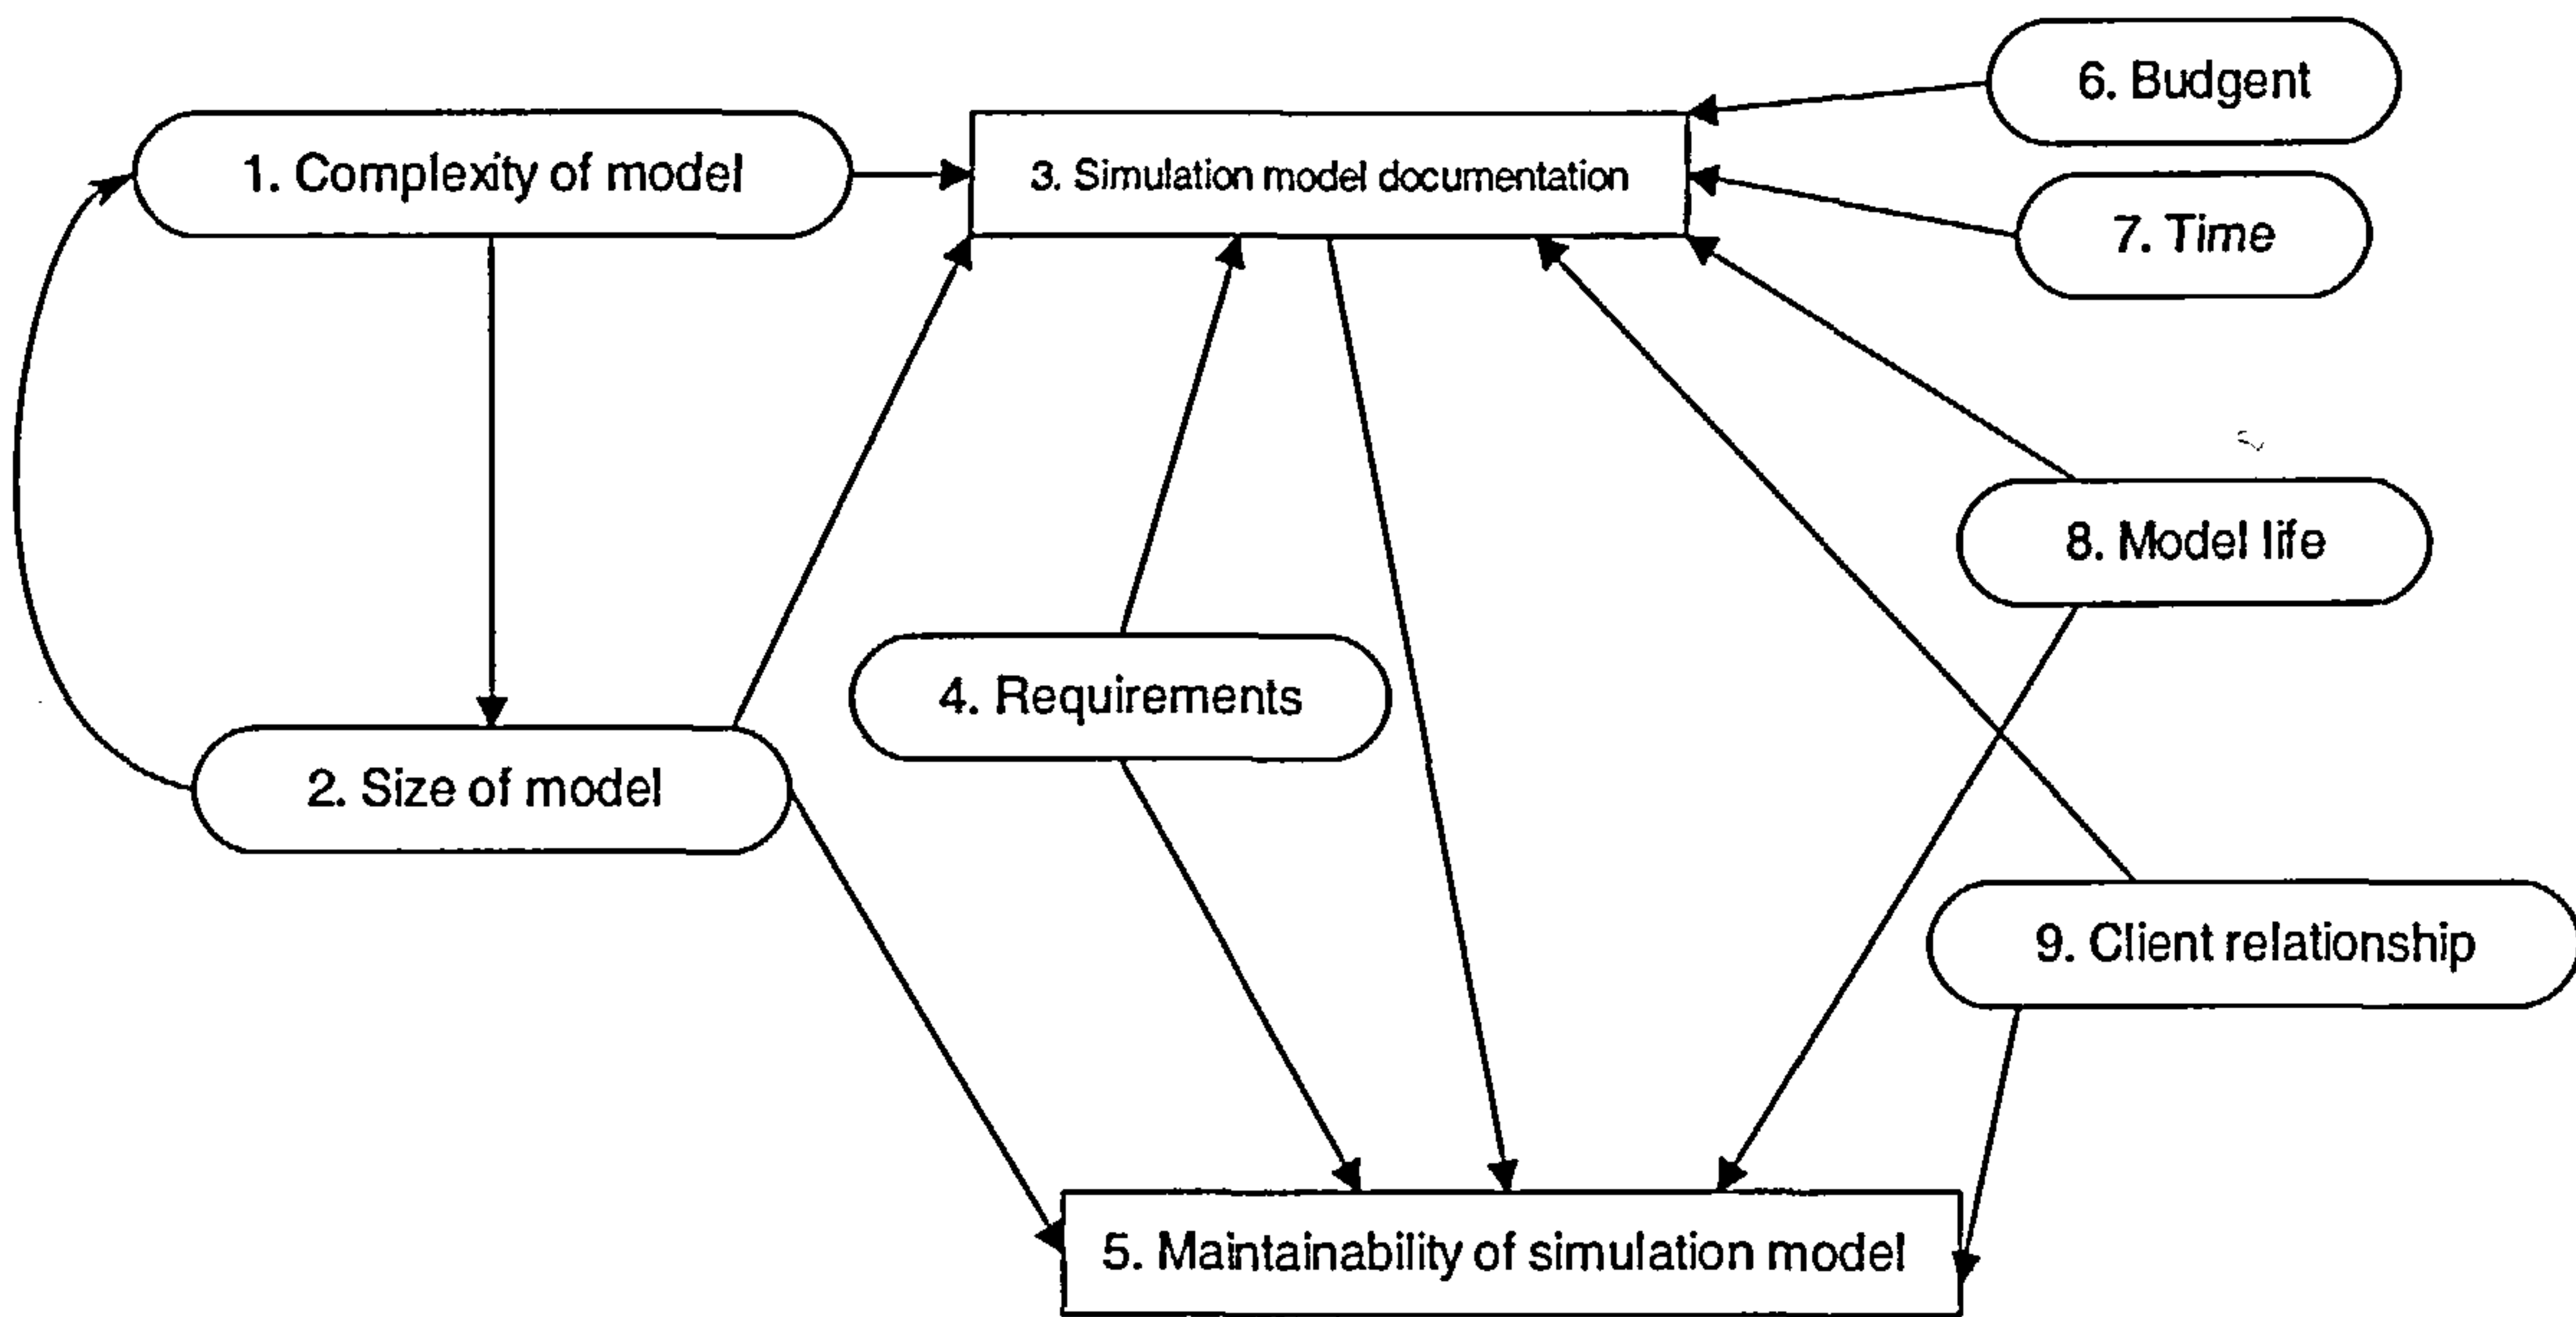 6. Budgent
1. Complexity of model
3. Simulation model documentation
7. Time
8. Model life
4. Requirements
2. Size of model
9. Client relationship
5. Maintainability of simulation model